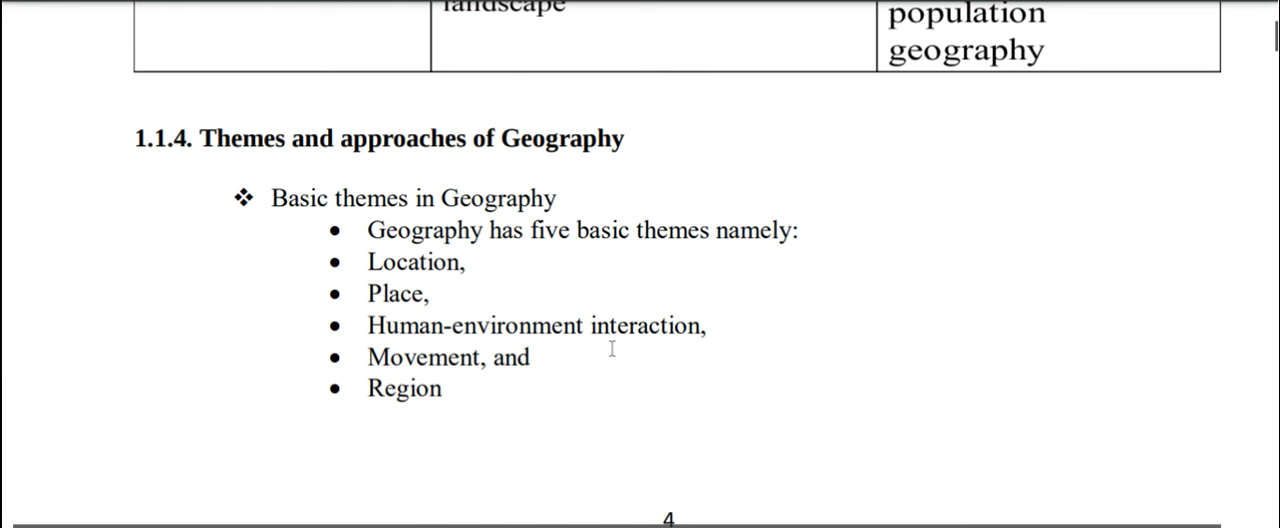 landscape
population
geography
1.1.4. Themes and approaches of Geography
❖ Basic themes in Geography
• Geography has five basic themes namely:
• Location,
• Place,
• Human-environment interaction,
• Movement, and
• Region
4